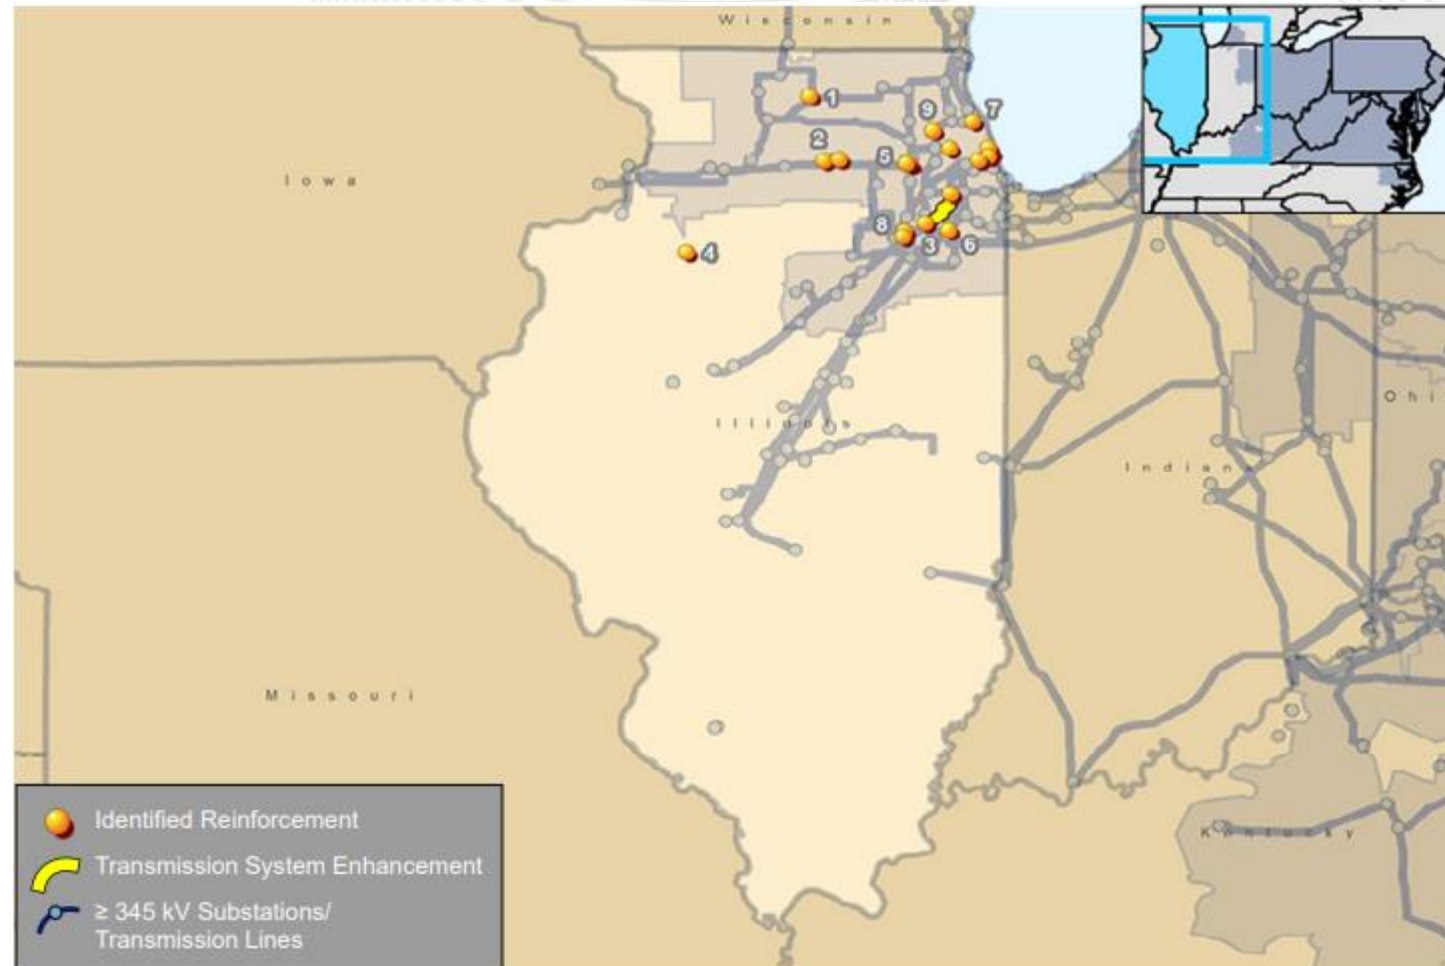 Wisconsin
1
9
7
2
5
Iowa
8
3
6
4
Ohi
Illinois
Indiana
Missouri
Kentucky
Identified Reinforcement
Transmission System Enhancement
≥ 345 kV Substations/
Transmission Lines